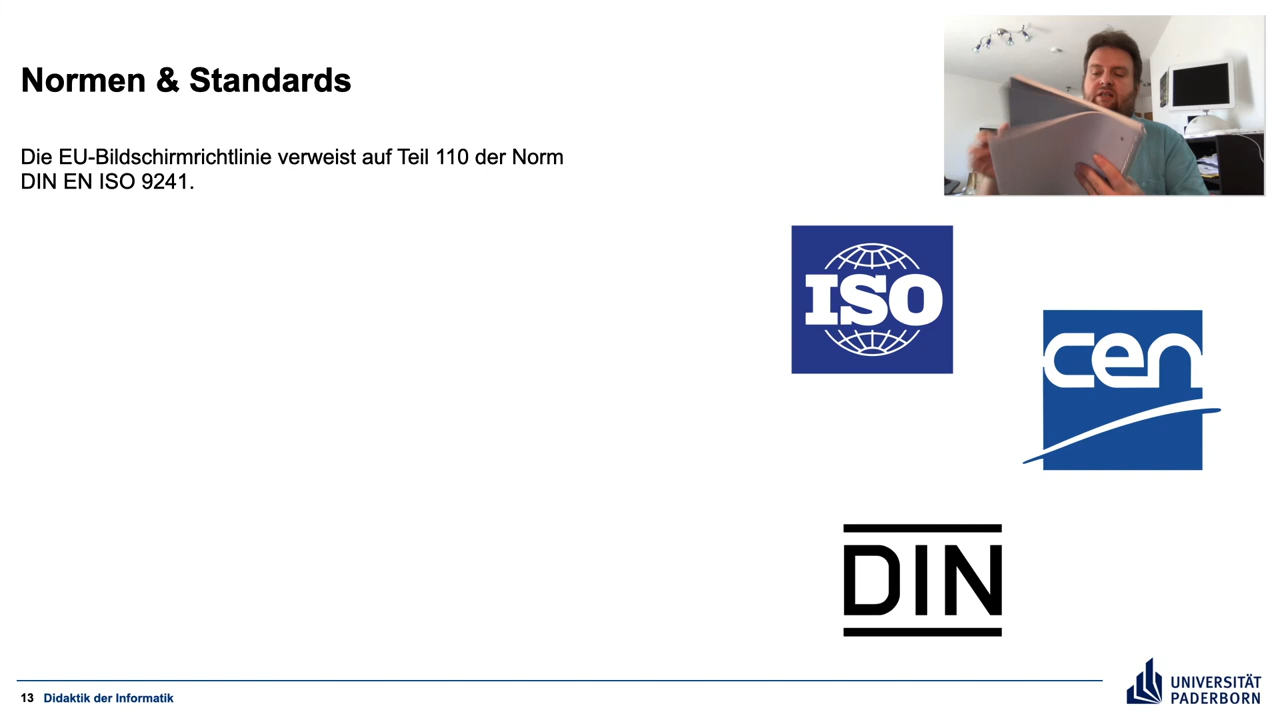 Normen & Standards
Die EU-Bildschirmrichtlinie verweist auf Teil 110 der Norm
DIN EN ISO 9241.
ISO
cen
DIN
13 Didaktik der Informatik
UNIVERSITÄT
PADERBORN